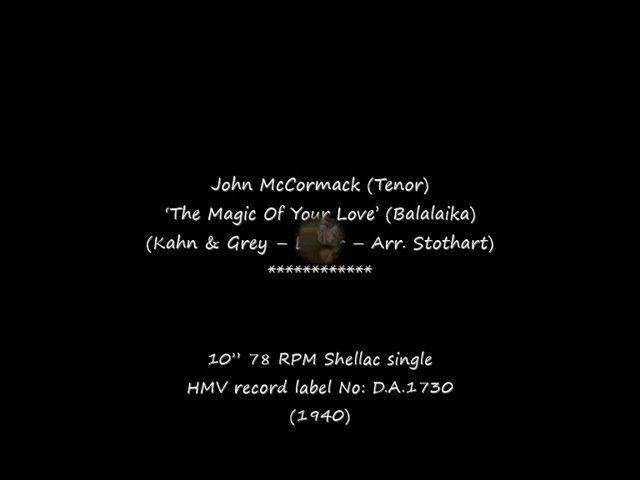 John McCormack (Tenor)
‘The Magic Of Your Love’ (Balalaika)
(Kahn & Grey – – Arr. Stothart)
************
10” 78 RPM Shellac single
HMV record label No: D.A.1730
(1940)